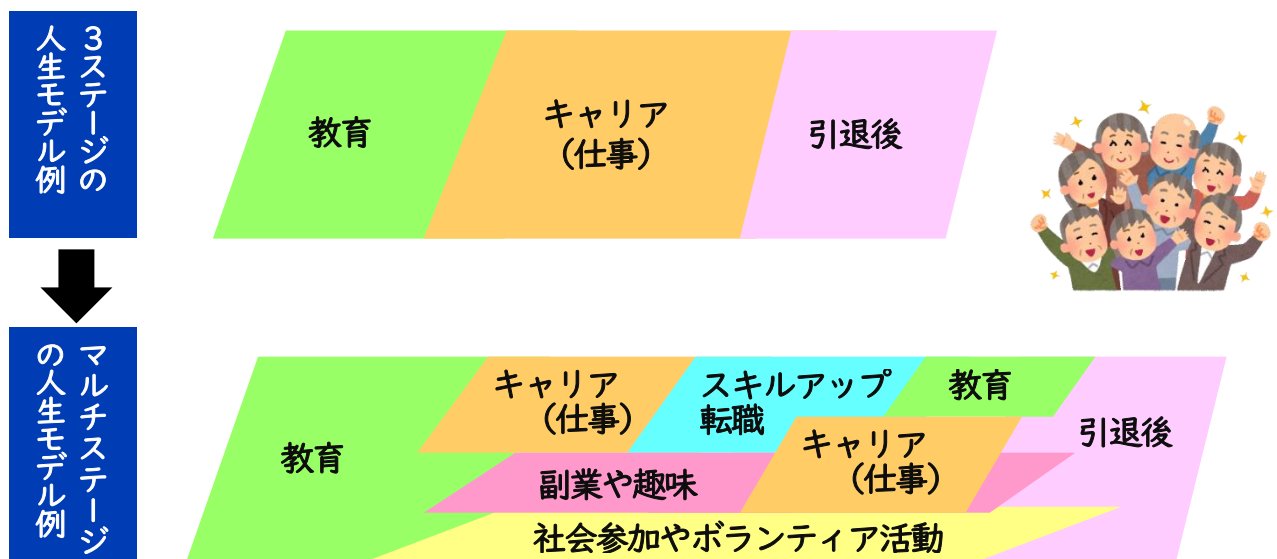 3ステージの
人生モデル例
教育
キャリア
(仕事)
引退後
マルチステージ
の人生モデル例
教育
キャリア
(仕事)
スキルアップ
転職
教育
キャリア
(仕事)
引退後
副業や趣味
社会参加やボランティア活動